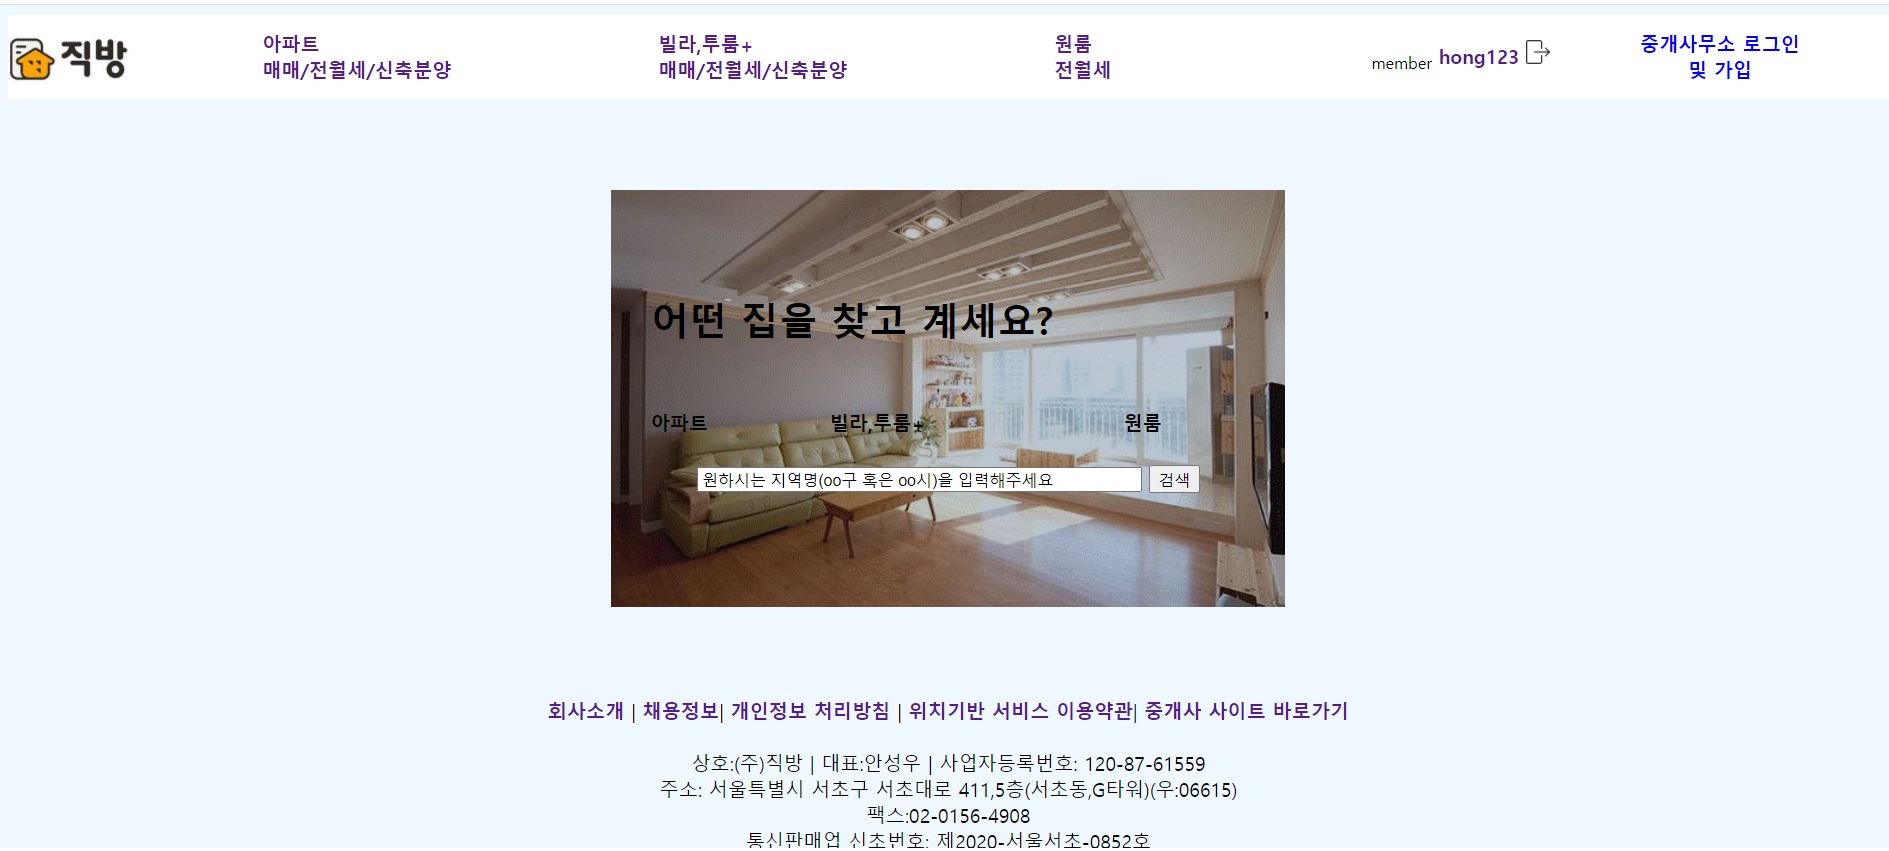 직방
아파트
매매/전월세/신축분양
빌라,투룸+
매매/전월세/신축분양
원룸
전월세
member hong123
중개사무소 로그인
및 가입
어떤 집을 찾고 계세요?
아파트 빌라,투룸+ 원룸
원하시는 지역명(oo구 혹은 oo시)을 입력해주세요 검색
회사소개 | 채용정보| 개인정보 처리방침 | 위치기반 서비스 이용약관| 중개사 사이트 바로가기
상호:(주)직방 | 대표:안성우 | 사업자등록번호: 120-87-61559
주소: 서울특별시 서초구 서초대로 411,5층(서초동,G타워)(우:06615)
팩스:02-0156-4908
통신판매업 신초번호: 제2020-서울서초-0852호